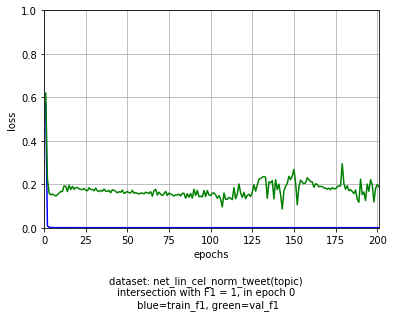 1.0
0.8
0.6
0.4
0.2
0.0
loss
0 25 50 75 100 125 150 175 200
epochs
dataset: net_lin_cel_norm_tweet(topic)
intersection with F1 = 1, in epoch 0
blue=train_f1, green=val_f1